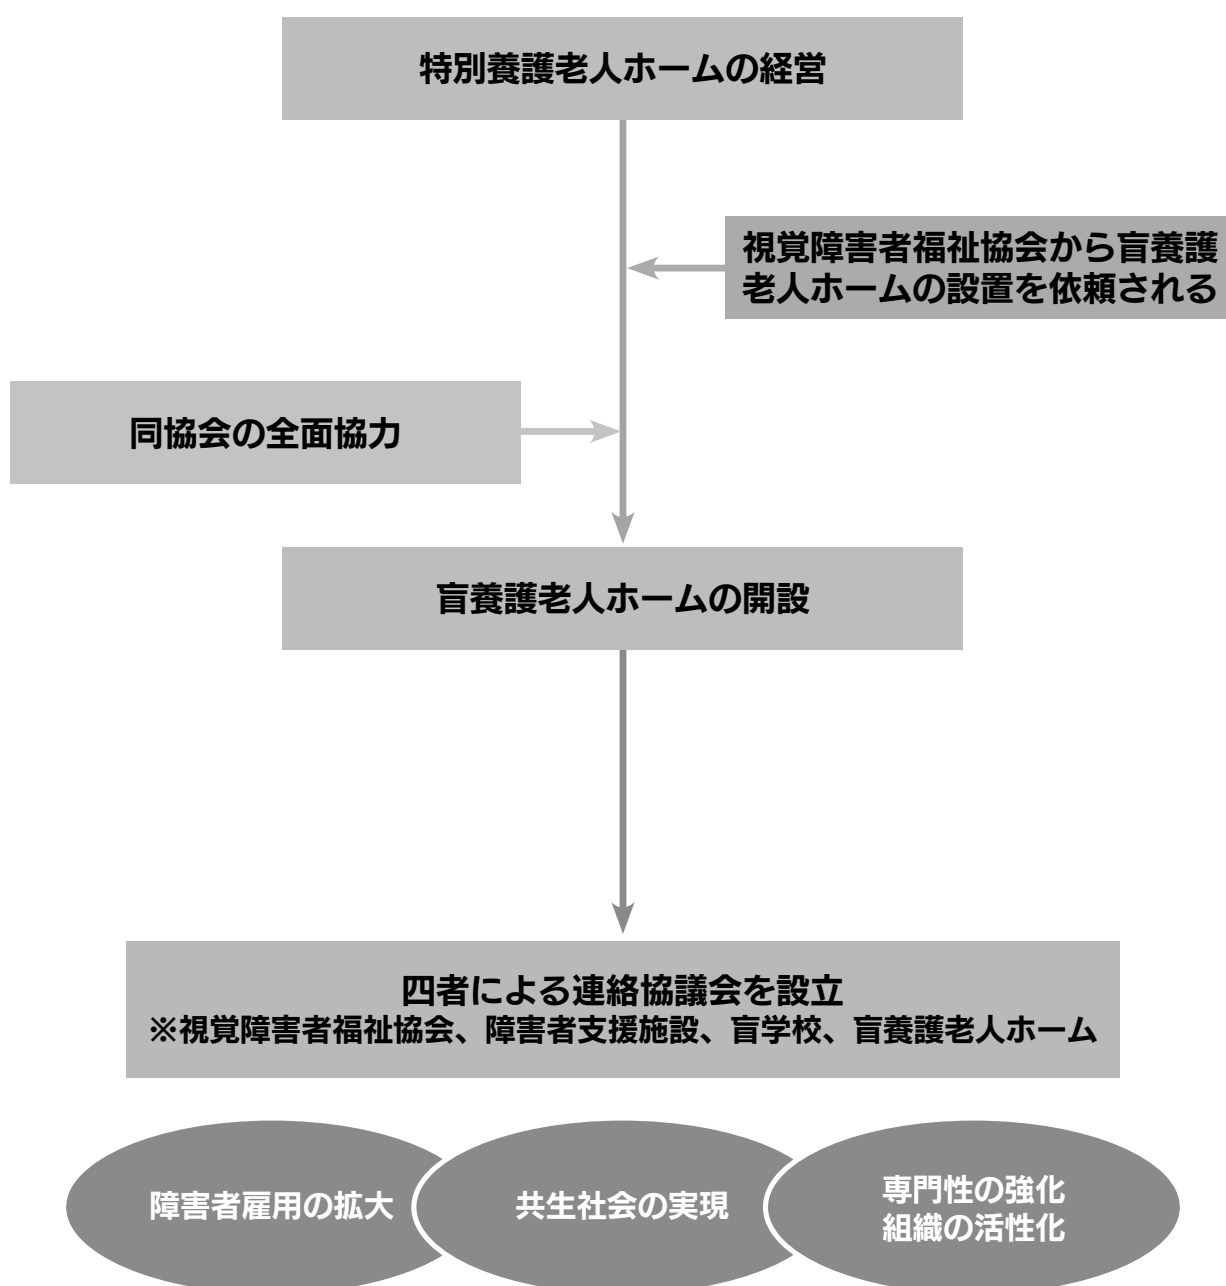 特別養護老人ホームの経営
視覚障害者福祉協会から盲養護
老人ホームの設置を依頼される
同協会の全面協力
盲養護老人ホームの開設
四者による連絡協議会を設立
※視覚障害者福祉協会、障害者支援施設、盲学校、盲養護老人ホーム
障害者雇用の拡大
共生社会の実現
専門性の強化
組織の活性化